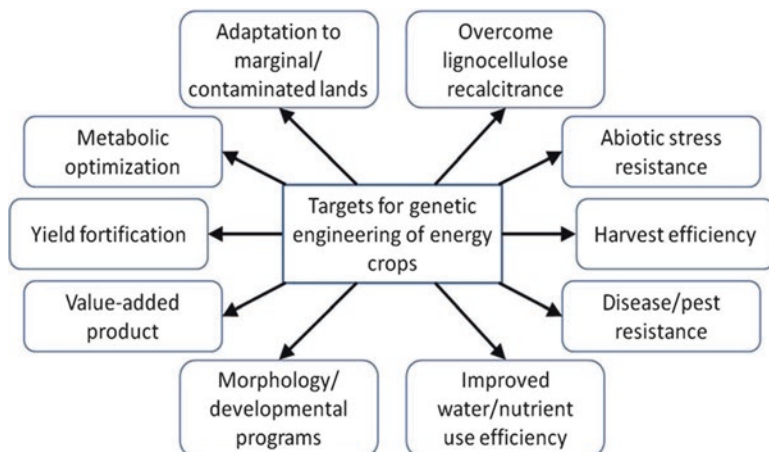 Adaptation to
marginal/
contaminated lands
Overcome
lignocellulose
recalcitrance
Metabolic
optimization
Abiotic stress
resistance
Yield fortification
Targets for genetic
engineering of energy
crops
Harvest efficiency
Value-added
product
Disease/pest
resistance
Morphology/
developmental
programs
Improved
water/nutrient
use efficiency